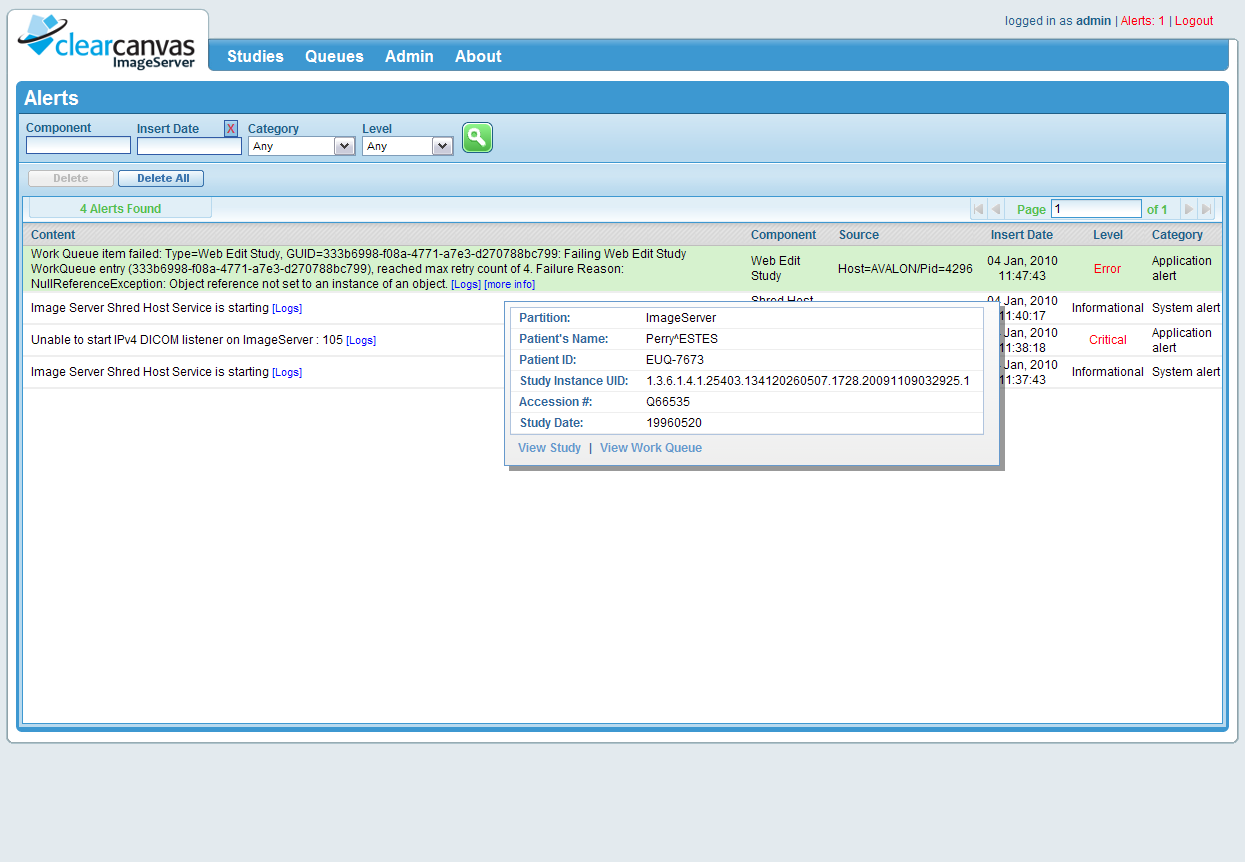 logged in as admin | Alerts: 1 | Logout
clearcanvas
ImageServer
Studies Queues Admin About
Alerts
Component Insert Date X Category Level
Any Any
Delete Delete All
4 Alerts Found Page 1 of 1
Content Component Source Insert Date Level Category
Work Queue item failed: Type=Web Edit Study, GUID=333b6998-f08a-4771-a7e3-d270788bc799: Failing Web Edit Study
WorkQueue entry (333b6998-f08a-4771-a7e3-d270788bc799), reached max retry count of 4. Failure Reason:
NullReferenceException: Object reference not set to an instance of an object. [Logs] [more info]
Web Edit
Study
Host=AVALON/Pid=4296
04 Jan, 2010
11:47:43
Error
Application
alert
Image Server Shred Host Service is starting [Logs]
Shred Host
04 Jan, 2010
11:40:17
Informational
System alert
Unable to start IPv4 DICOM listener on ImageServer : 105 [Logs]
Jan, 2010
11:38:18
Critical
Application
alert
Image Server Shred Host Service is starting [Logs]
Jan, 2010
11:37:43
Informational
System alert
Partition: ImageServer
Patient's Name: Perry^ESTES
Patient ID: EUQ-7673
Study Instance UID: 1.3.6.1.4.1.25403.134120260507.1728.20091109032925.1
Accession #: Q66535
Study Date: 19960520
View Study | View Work Queue